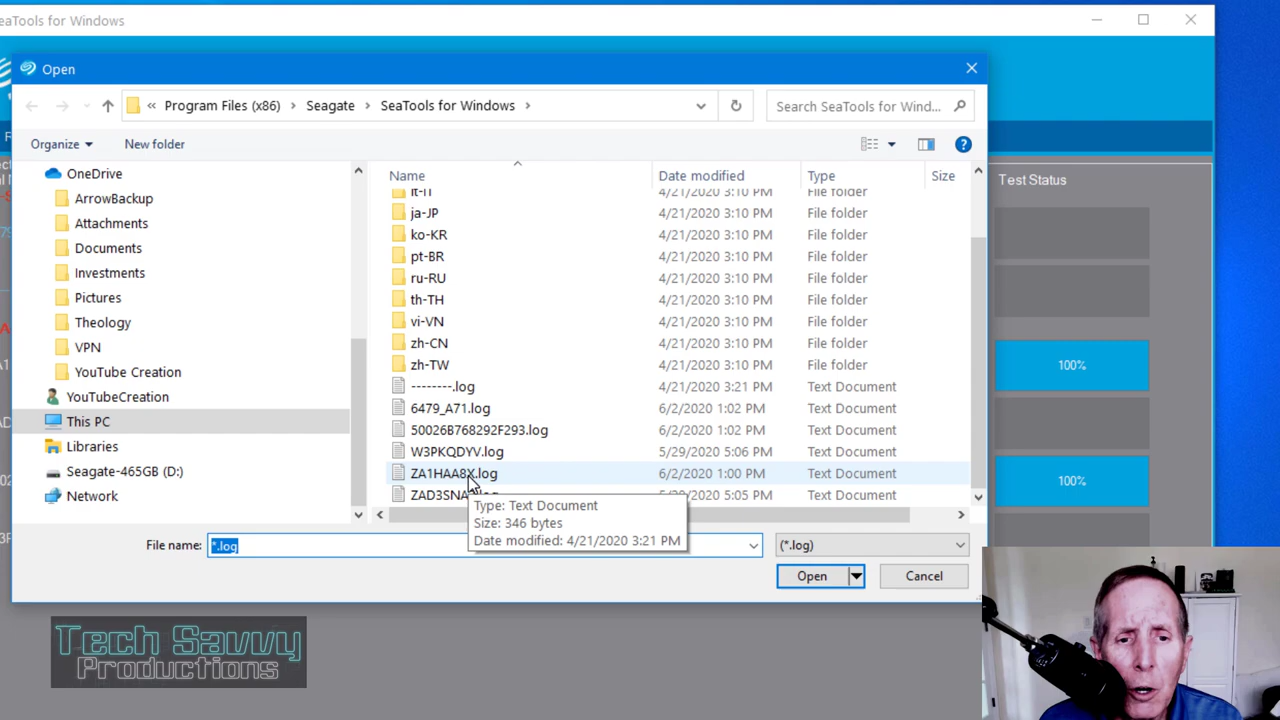 eaTools for Windows
Open
« Program Files (x86) > Seagate > SeaTools for Windows >
Search SeaTools for Wind...
Organize
New folder
Name
Date modified
Type
Size
Test Status
OneDrive
ArrowBackup
Attachments
Documents
Investments
Pictures
Theology
VPN
YouTube Creation
YouTubeCreation
This PC
Libraries
Seagate-465GB (D:)
Network
it-IT 4/21/2020 3:10 PM File folder
ja-JP 4/21/2020 3:10 PM File folder
ko-KR 4/21/2020 3:10 PM File folder
pt-BR 4/21/2020 3:10 PM File folder
ru-RU 4/21/2020 3:10 PM File folder
th-TH 4/21/2020 3:10 PM File folder
vi-VN 4/21/2020 3:10 PM File folder
zh-CN 4/21/2020 3:10 PM File folder
zh-TW 4/21/2020 3:10 PM File folder
--------.log 4/21/2020 3:21 PM Text Document
6479_A71.log 6/2/2020 1:02 PM Text Document
50026B768292F293.log 6/2/2020 1:02 PM Text Document
W3PKQDYV.log 5/29/2020 5:06 PM Text Document
ZA1HAA8X.log 6/2/2020 1:00 PM Text Document
5:05 PM Text Document
Type: Text Document
Size: 346 bytes
Date modified: 4/21/2020 3:21 PM
100%
100%
File name: *.log
(*.log)
Open
Cancel
Tech Savvy
Productions